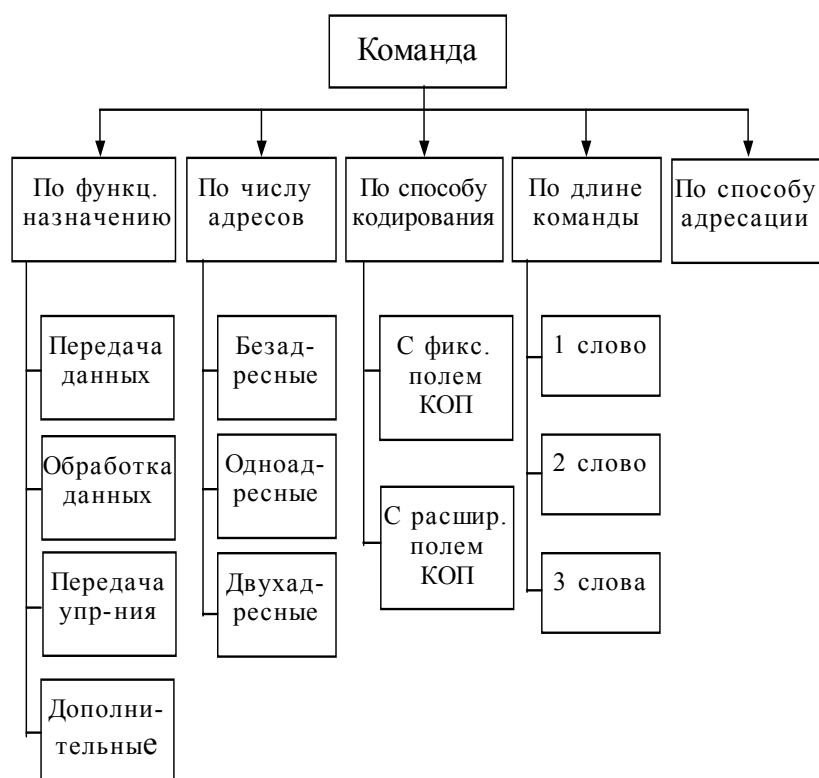 Команда
По функц.
назначению
По числу
адресов
По способу
кодирования
По длине
команды
По способу
адресации
Передача
данных
Обработка
данных
Передача
упр-ния
Дополни-
тельные
Безад-
ресные
Одноад-
ресные
Двухад-
ресные
С фикс.
полем
КОП
С расшир.
полем
КОП
1 слово
2 слово
3 слова